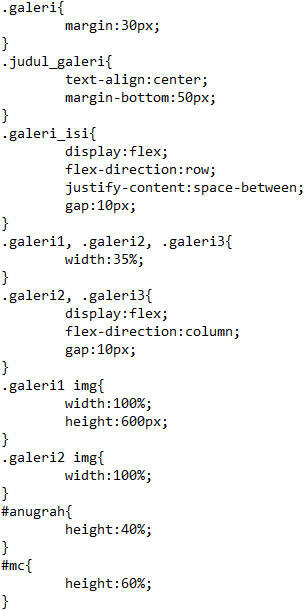 .galeri{
	margin:30px;
}
.judul_galeri{
	text-align:center;
	margin-bottom:50px;
}
.galeri_isi{
	display:flex;
	flex-direction:row;
	justify-content:space-between;
	gap:10px;
}
.galeri1, .galeri2, .galeri3{
	width:35%;
}
.galeri2, .galeri3{
	display:flex;
	flex-direction:column;
	gap:10px;
}
.galeri1 img{
	width:100%;
	height:600px;
}
.galeri2 img{
	width:100%;
}
#anugrah{
	height:40%;
}
#mc{
	height:60%;
}